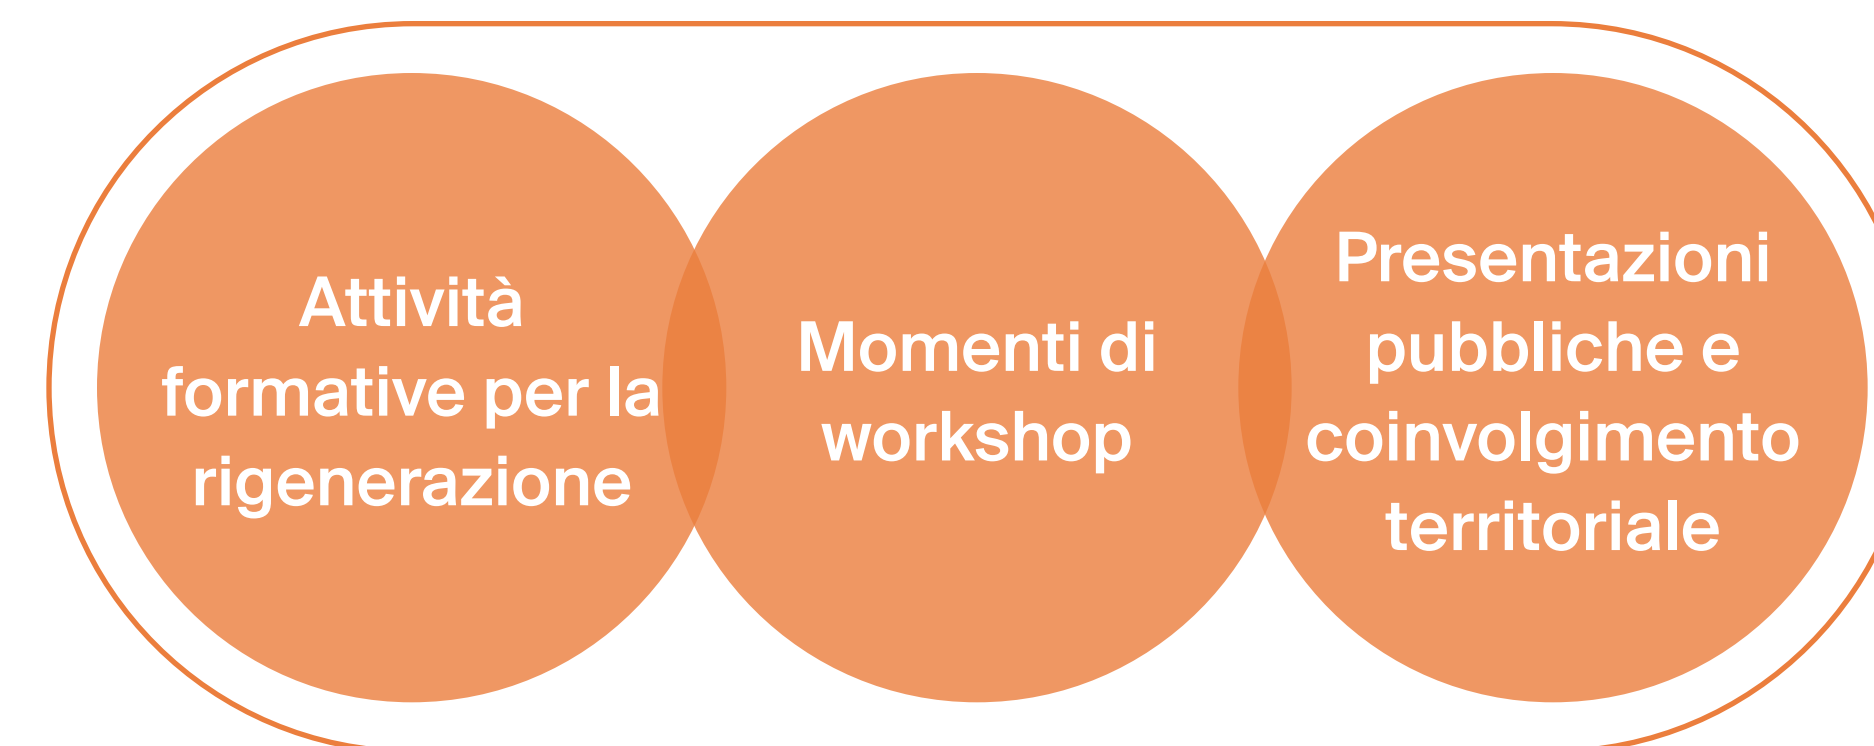 Attività
formative per la
rigenerazione
Momenti di
workshop
Presentazioni
pubbliche e
coinvolgimento
territoriale